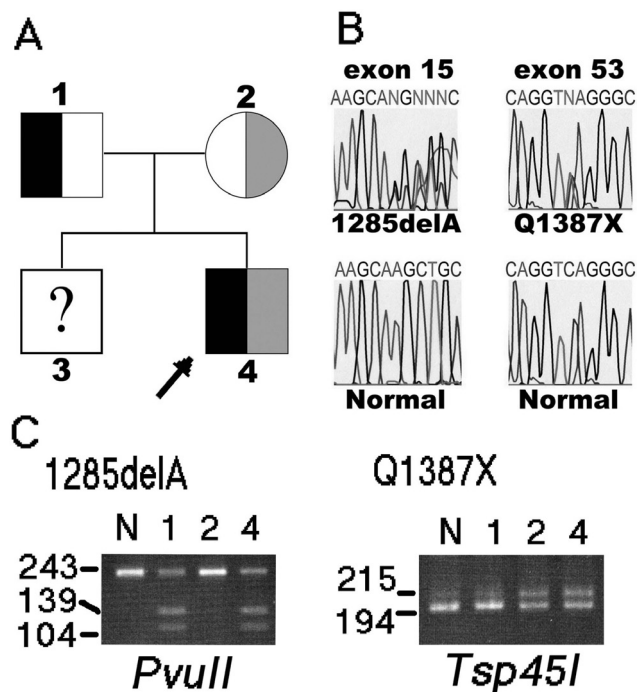 A
1
2
?
3
4
B
exon 15
AAGCANGNNNC
1285delA
AAGCAAGCTGC
Normal
exon 53
CAGGTNAGGGC
Q1387X
CAGGTCAGGGC
Normal
C
1285delA
N 1 2 4
243
139
104
PvuII
Q1387X
N 1 2 4
215
194
Tsp45I